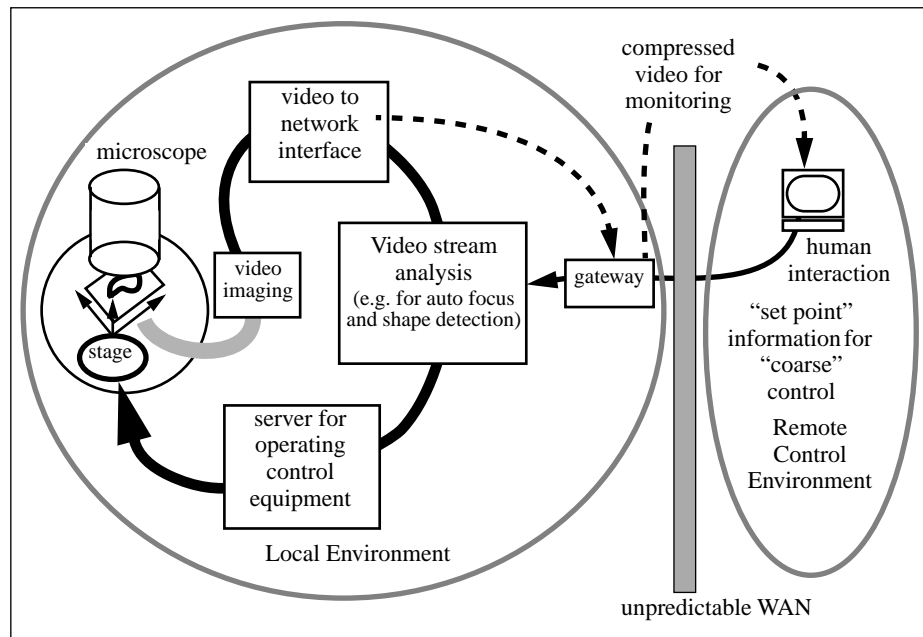 microscope
video to
network
interface
compressed
video for
monitoring
video
imaging
Video stream
analysis
(e.g. for auto focus
and shape detection)
gateway
human
interaction
stage
“set point”
information for
“coarse”
control
server for
operating
control
equipment
Remote
Control
Environment
Local Environment
unpredictable WAN